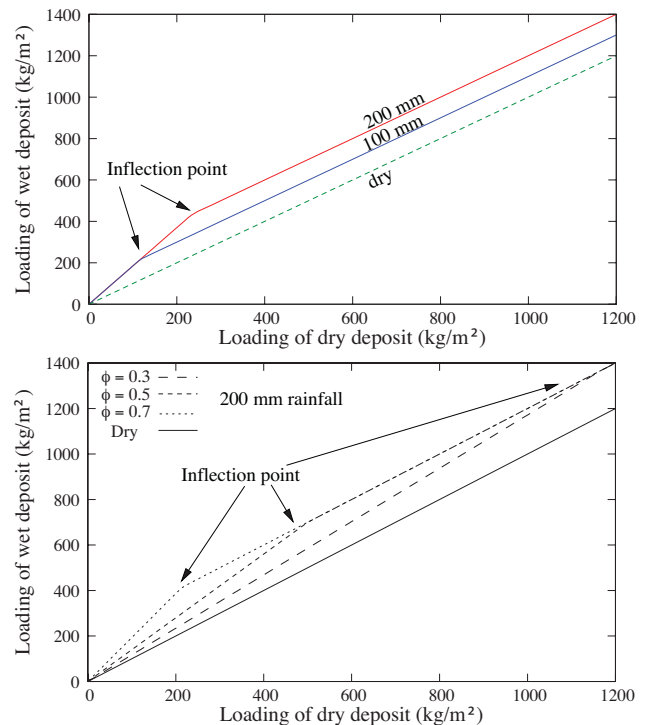 1400
1200
1000
800
600
400
200
0
Loading of wet deposit (kg/m²)
200 mm
100 mm
dry
Inflection point
0 200 400 600 800 1000 1200
Loading of dry deposit (kg/m²)
1400
1200
1000
800
600
400
200
0
Loading of wet deposit (kg/m²)
ϕ = 0.3
ϕ = 0.5
ϕ = 0.7
Dry
200 mm rainfall
Inflection point
0 200 400 600 800 1000 1200
Loading of dry deposit (kg/m²)